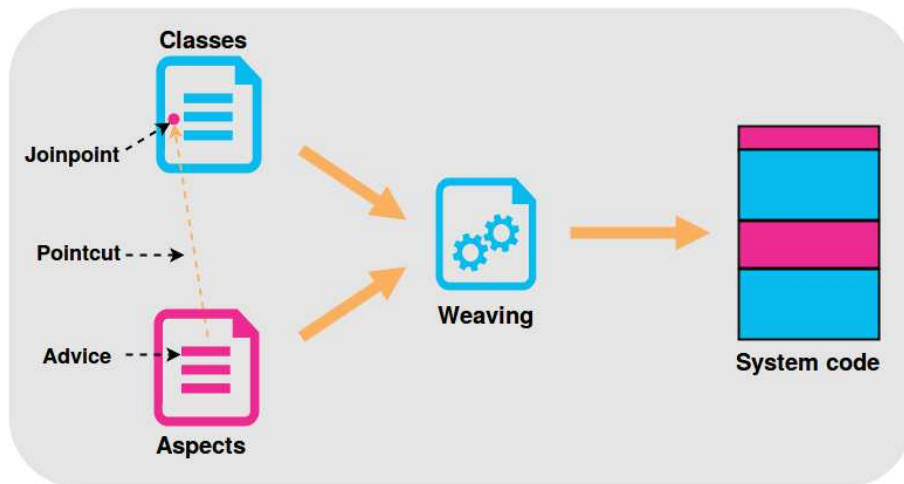 Classes
Joinpoint
Pointcut
Advice
Aspects
Weaving
System code